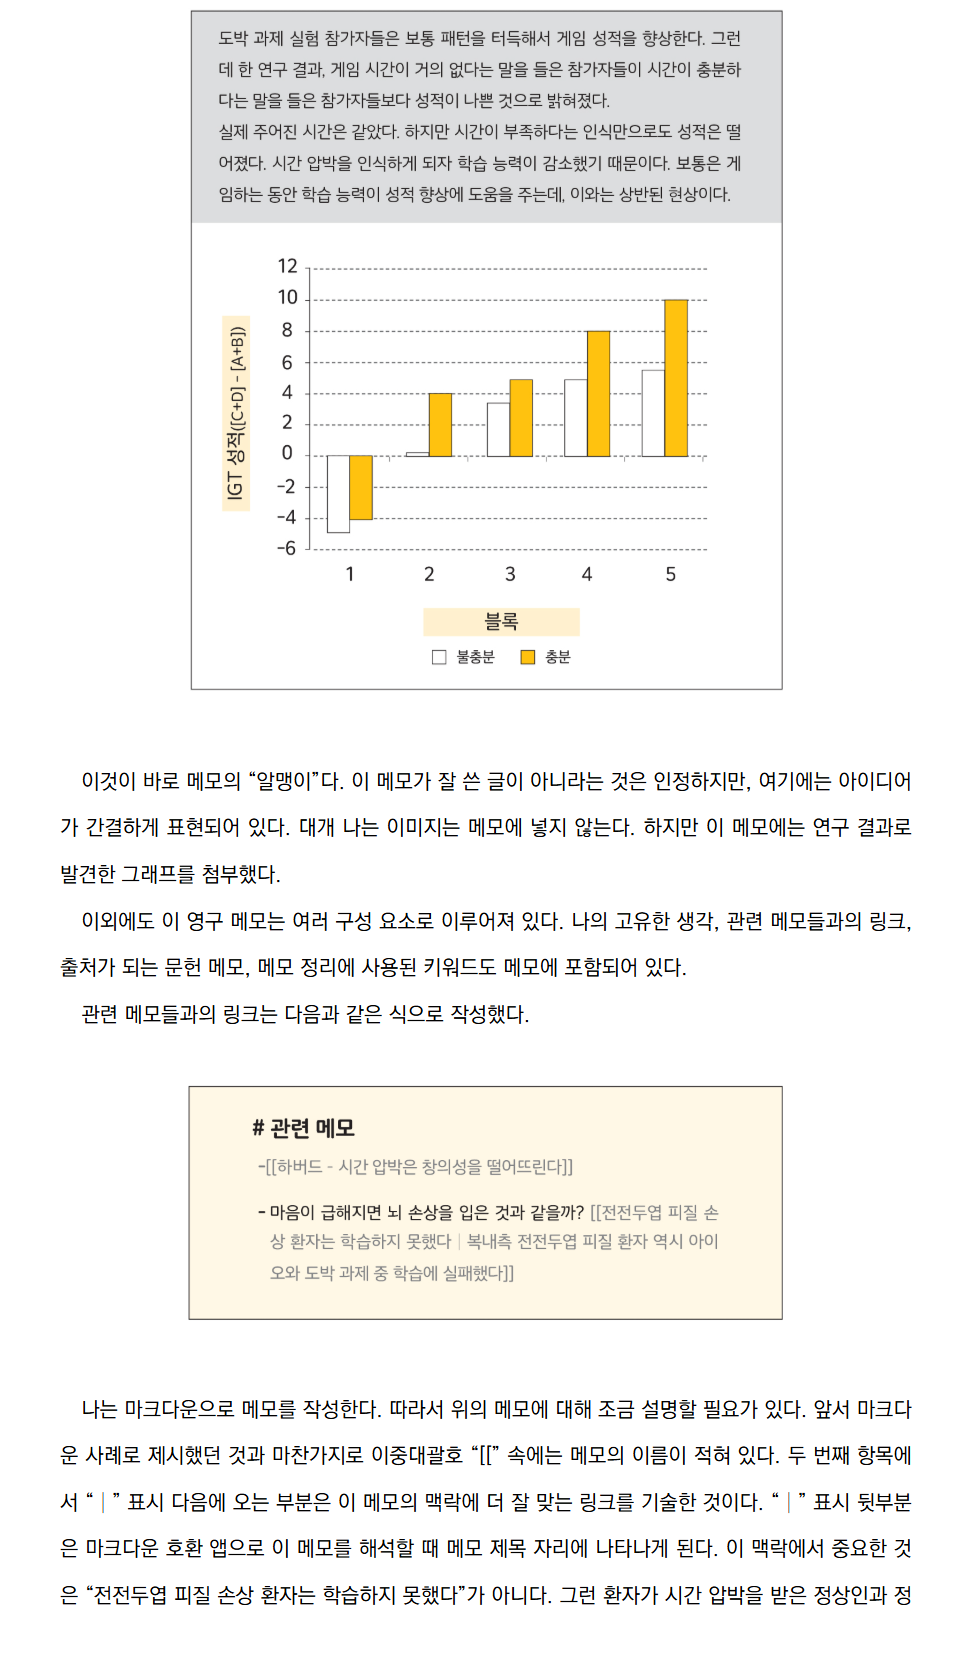 도박 과제 실험 참가자들은 보통 패턴을 터득해서 게임 성적을 향상한다. 그런
데 한 연구 결과, 게임 시간이 거의 없다는 말을 들은 참가자들이 시간이 충분하
다는 말을 들은 참가자들보다 성적이 나쁜 것으로 밝혀졌다.
실제 주어진 시간은 같았다. 하지만 시간이 부족하다는 인식만으로도 성적은 떨
어졌다. 시간 압박을 인식하게 되자 학습 능력이 감소했기 때문이다. 보통은 게
임하는 동안 학습 능력이 성적 향상에 도움을 주는데, 이와는 상반된 현상이다.
12
10
8
6
4
2
0
-2
-4
-6
IGT 성적([C+D] - [A+B])
1 2 3 4 5
블록
불충분 충분
이것이 바로 메모의 “알맹이”다. 이 메모가 잘 쓴 글이 아니라는 것은 인정하지만, 여기에는 아이디어
가 간결하게 표현되어 있다. 대개 나는 이미지는 메모에 넣지 않는다. 하지만 이 메모에는 연구 결과로
발견한 그래프를 첨부했다.
이외에도 이 영구 메모는 여러 구성 요소로 이루어져 있다. 나의 고유한 생각, 관련 메모들과의 링크,
출처가 되는 문헌 메모, 메모 정리에 사용된 키워드도 메모에 포함되어 있다.
관련 메모들과의 링크는 다음과 같은 식으로 작성했다.
# 관련 메모
-[[하버드 - 시간 압박은 창의성을 떨어뜨린다]]
- 마음이 급해지면 뇌 손상을 입은 것과 같을까? [[전전두엽 피질 손
상 환자는 학습하지 못했다 | 복내측 전전두엽 피질 환자 역시 아이
오와 도박 과제 중 학습에 실패했다]]
나는 마크다운으로 메모를 작성한다. 따라서 위의 메모에 대해 조금 설명할 필요가 있다. 앞서 마크다
운 사례로 제시했던 것과 마찬가지로 이중대괄호 “[[” 속에는 메모의 이름이 적혀 있다. 두 번째 항목에
서 “ | ” 표시 다음에 오는 부분은 이 메모의 맥락에 더 잘 맞는 링크를 기술한 것이다. “ | ” 표시 뒷부분
은 마크다운 호환 앱으로 이 메모를 해석할 때 메모 제목 자리에 나타나게 된다. 이 맥락에서 중요한 것
은 “전전두엽 피질 손상 환자는 학습하지 못했다”가 아니다. 그런 환자가 시간 압박을 받은 정상인과 정